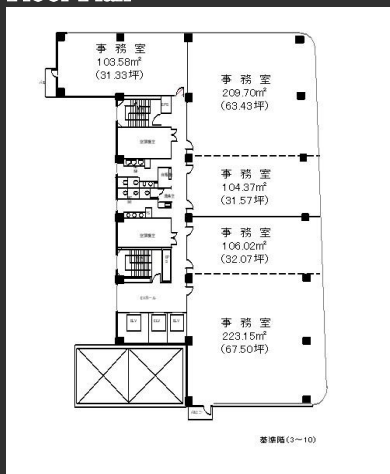 Floor Plan
事務室
103.58㎡
(31.33坪)
事務室
209.70㎡
(63.43坪)
事務室
104.37㎡
(31.57坪)
事務室
106.02㎡
(32.07坪)
事務室
223.15㎡
(67.50坪)
基準階(3~10)